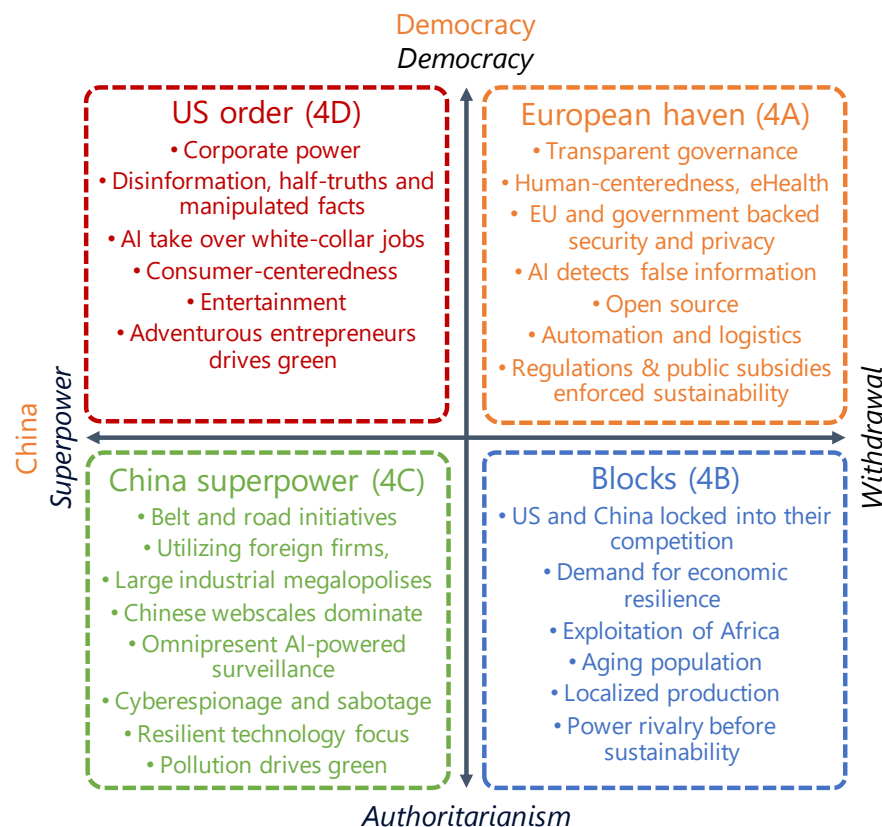 Democracy
Democracy
US order (4D)
• Corporate power
• Disinformation, half-truths and
manipulated facts
• AI take over white-collar jobs
• Consumer-centeredness
• Entertainment
• Adventurous entrepreneurs
drives green
European haven (4A)
• Transparent governance
• Human-centeredness, eHealth
• EU and government backed
security and privacy
• AI detects false information
• Open source
• Automation and logistics
• Regulations & public subsidies
enforced sustainability
China
Superpower
Withdrawal
China superpower (4C)
• Belt and road initiatives
• Utilizing foreign firms,
• Large industrial megalopolises
• Chinese webscales dominate
• Omnipresent AI-powered
surveillance
• Cyberespionage and sabotage
• Resilient technology focus
• Pollution drives green
Blocks (4B)
• US and China locked into their
competition
• Demand for economic
resilience
• Exploitation of Africa
• Aging population
• Localized production
• Power rivalry before
sustainability
Authoritarianism